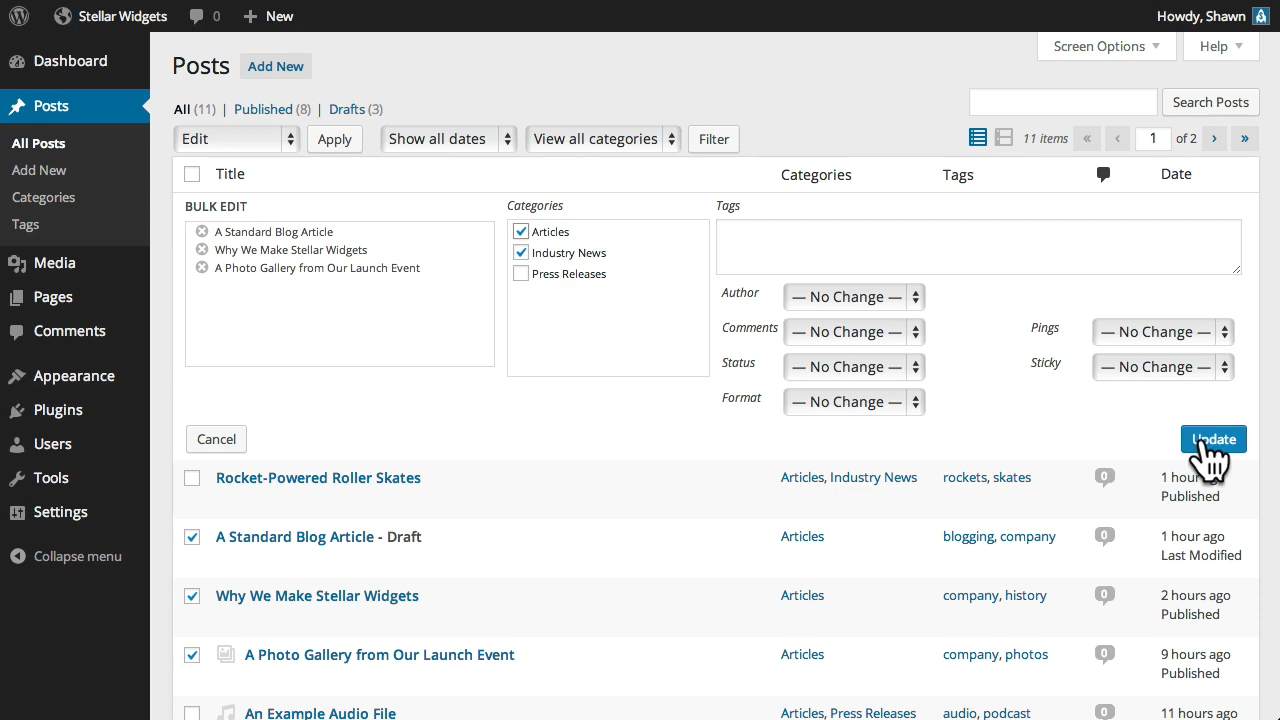 Stellar Widgets 0 New Howdy, Shawn
Dashboard
Posts
All Posts
Add New
Categories
Tags
Media
Pages
Comments
Appearance
Plugins
Users
Tools
Settings
Collapse menu
Screen Options Help
Posts Add New
All (11) | Published (8) | Drafts (3)
Search Posts
Edit Apply Show all dates View all categories Filter 11 items « ‹ 1 of 2 › »
Title Categories Tags Date
BULK EDIT
A Standard Blog Article
Why We Make Stellar Widgets
A Photo Gallery from Our Launch Event
Categories
Articles
Industry News
Press Releases
Tags
Author — No Change —
Comments — No Change — Pings — No Change —
Status — No Change — Sticky — No Change —
Format — No Change —
Cancel Update
Rocket-Powered Roller Skates Articles, Industry News rockets, skates 0 1 hour ago
Published
A Standard Blog Article - Draft Articles blogging, company 0 1 hour ago
Last Modified
Why We Make Stellar Widgets Articles company, history 0 2 hours ago
Published
A Photo Gallery from Our Launch Event Articles company, photos 0 9 hours ago
Published
An Example Audio File Articles, Press Releases audio, podcast 0 11 hours ago